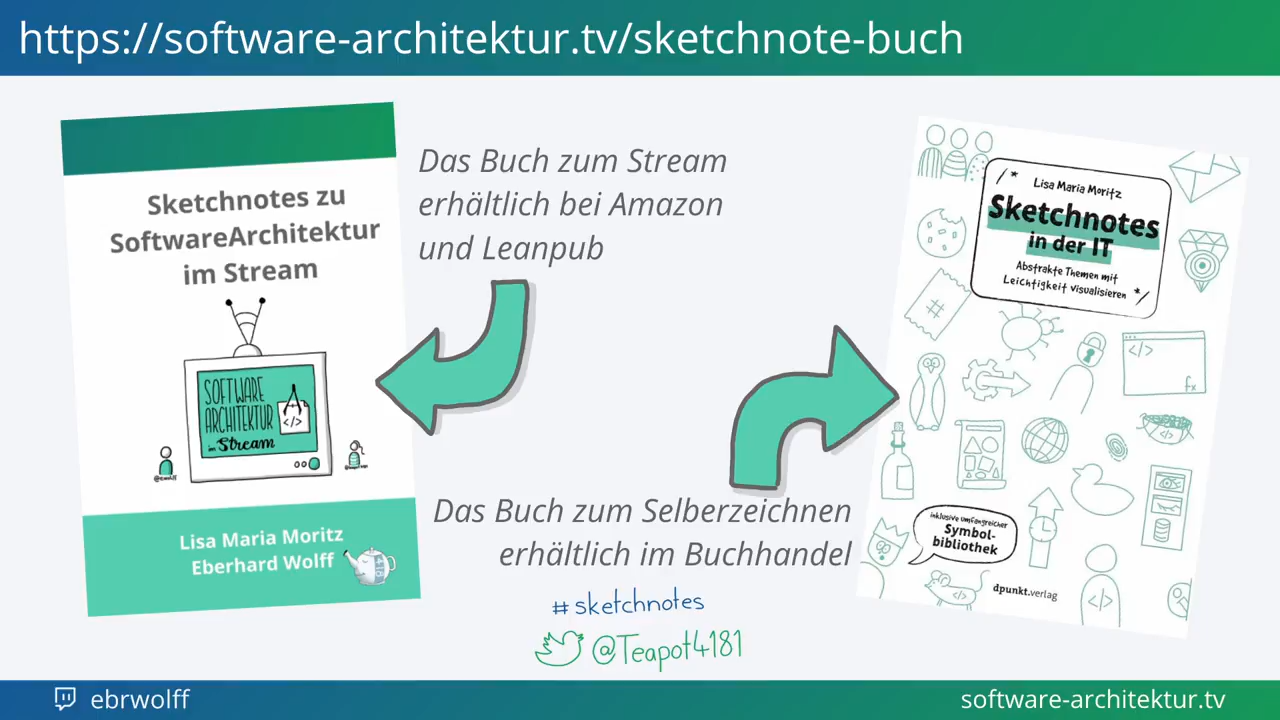 https://software-architektur.tv/sketchnote-buch
Sketchnotes zu
SoftwareArchitektur
im Stream
SOFTWARE
ARCHITEKTUR
im Stream
</>
@ewolff
Lisa Maria Moritz
Eberhard Wolff
Das Buch zum Stream
erhältlich bei Amazon
und Leanpub
Das Buch zum Selberzeichnen
erhältlich im Buchhandel
#sketchnotes
@Teapot4181
/*
Lisa Maria Moritz
Sketchnotes
in der IT
Abstrakte Themen mit
Leichtigkeit visualisieren
*/
</>
fx
inklusive umfangreicher
Symbol-
bibliothek
</>
</>
dpunkt.verlag
ebrwolff
software-architektur.tv